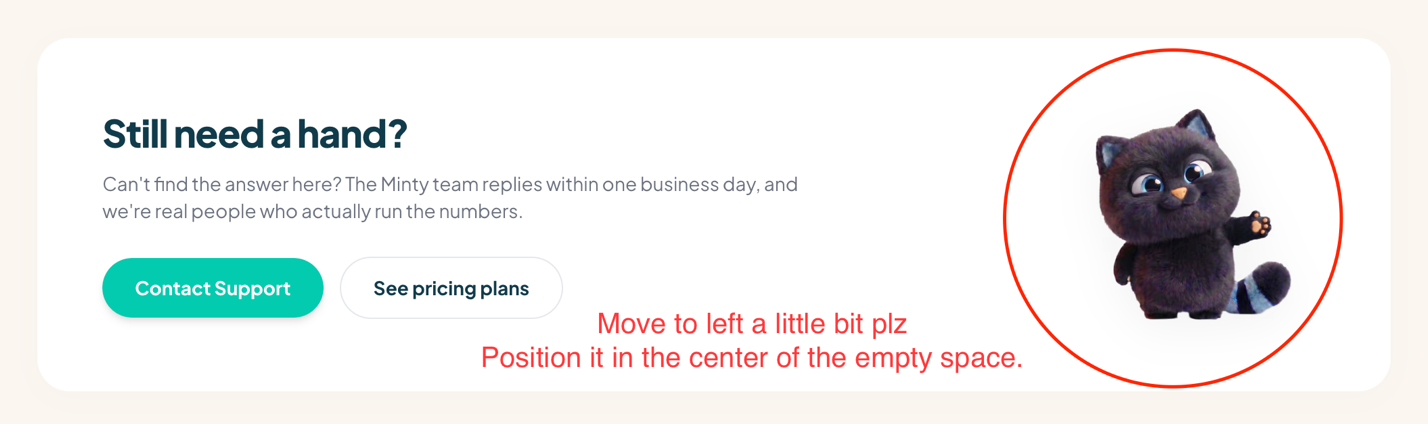 Still need a hand?
Can't find the answer here? The Minty team replies within one business day, and
we're real people who actually run the numbers.
Contact Support
See pricing plans
Move to left a little bit plz
Position it in the center of the empty space.